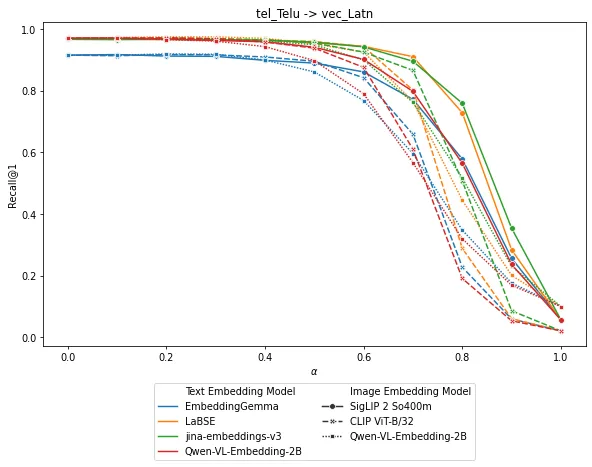 tel_Telu -> vec_Latn
1.0
0.8
0.6
0.4
0.2
0.0
Recall@1
0.0 0.2 0.4 0.6 0.8 1.0
α
Text Embedding Model Image Embedding Model
EmbeddingGemma SigLIP 2 So400m
LaBSE CLIP ViT-B/32
jina-embeddings-v3 Qwen-VL-Embedding-2B
Qwen-VL-Embedding-2B